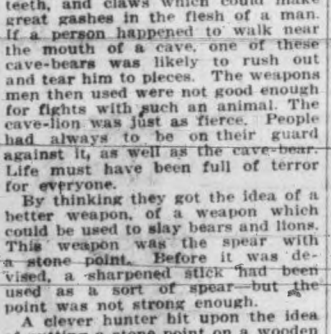 teeth, and claws which could make
great gashes in the flesh of a man.
If a person happened to walk near
the mouth of a cave, one of these
cave-bears was likely to rush out
and tear him to pieces. The weapons
men then used were not good enough
for fights with such an animal. The
cave-lion was just as fierce. People
had always to be on their guard
against it, as well as the cave-bear.
Life must have been full of terror
for everyone.
By thinking they got the idea of a
better weapon, of a weapon which
could be used to slay bears and lions.
This weapon was the spear with
a stone point. Before it was de-
vised, a sharpened stick had been
used as a sort of spear—but the
point was not strong enough.
A clever hunter hit upon the idea
a stone point on a wooden